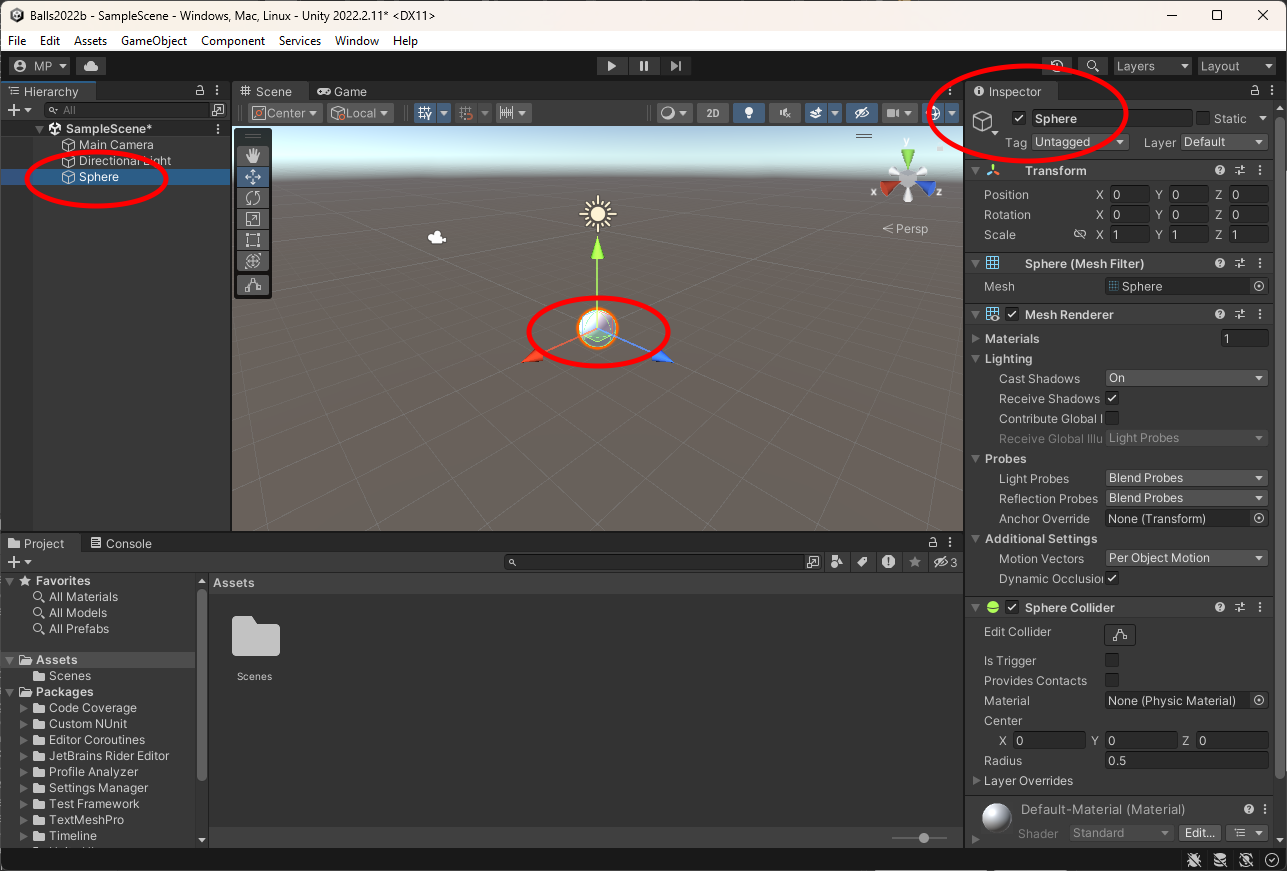 Balls2022b - SampleScene - Windows, Mac, Linux - Unity 2022.2.11* <DX11>
File Edit Assets GameObject Component Services Window Help
MP
Layers Layout
Hierarchy
All
SampleScene*
Main Camera
Directional Light
Sphere
Scene Game
Center Local 2D
y
x z
Persp
Inspector
Sphere Static
Tag Untagged Layer Default
Transform
Position X 0 Y 0 Z 0
Rotation X 0 Y 0 Z 0
Scale X 1 Y 1 Z 1
Sphere (Mesh Filter)
Mesh Sphere
Mesh Renderer
Materials 1
Lighting
Cast Shadows On
Receive Shadows
Contribute Global I
Receive Global Illu Light Probes
Probes
Light Probes Blend Probes
Reflection Probes Blend Probes
Anchor Override None (Transform)
Additional Settings
Motion Vectors Per Object Motion
Dynamic Occlusion
Sphere Collider
Edit Collider
Is Trigger
Provides Contacts
Material None (Physic Material)
Center
X 0 Y 0 Z 0
Radius 0.5
Layer Overrides
Default-Material (Material)
Shader Standard Edit...
Project Console
3
Favorites
All Materials
All Models
All Prefabs
Assets
Scenes
Packages
Code Coverage
Custom NUnit
Editor Coroutines
JetBrains Rider Editor
Profile Analyzer
Settings Manager
Test Framework
TextMeshPro
Timeline
Assets
Scenes